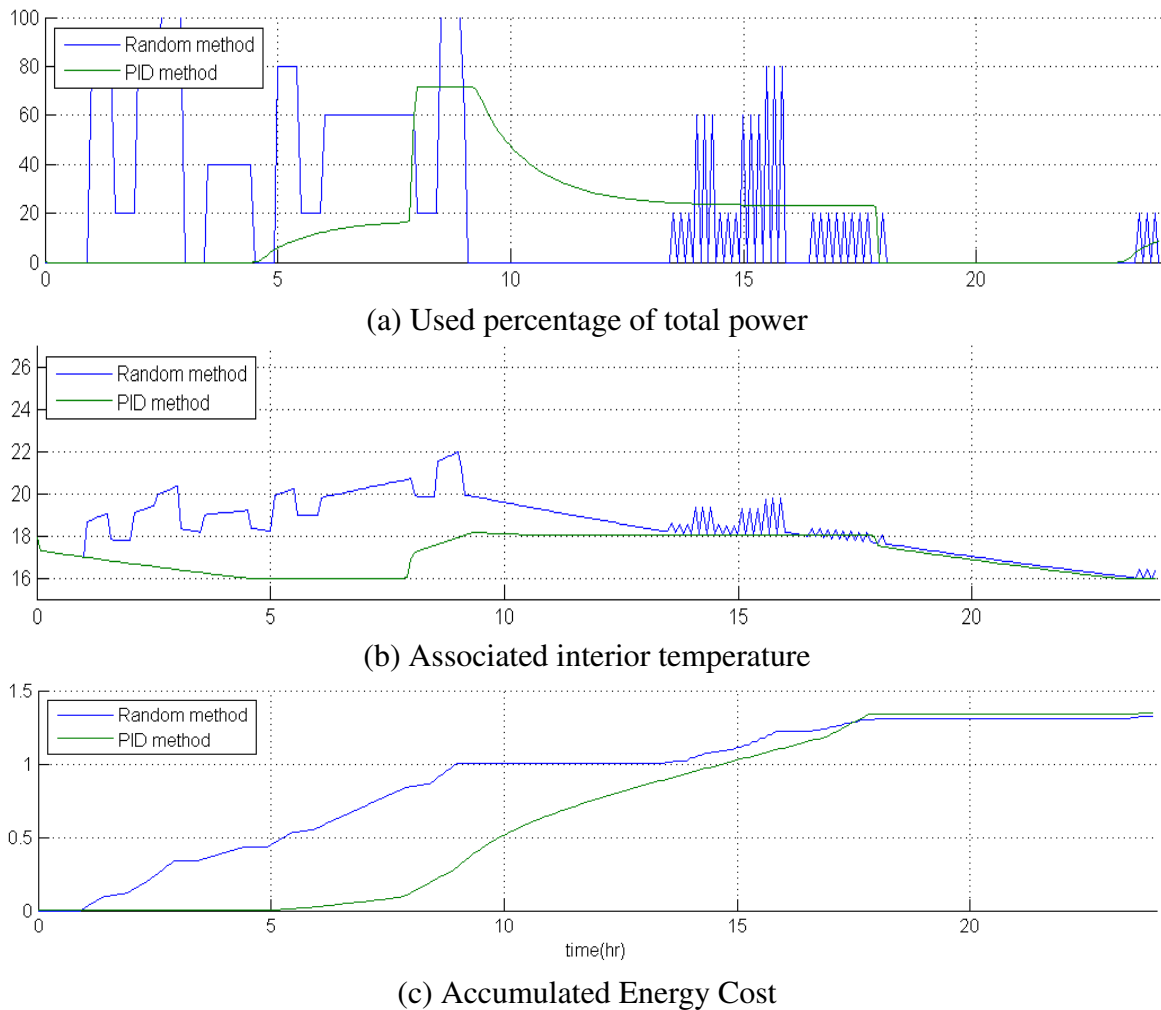 100
80
60
40
20
0
Random method
PID method
0 5 10 15 20
(a) Used percentage of total power
26
24
22
20
18
16
Random method
PID method
0 5 10 15 20
(b) Associated interior temperature
1.5
1
0.5
0
Random method
PID method
0 5 10 15 20
time(hr)
(c) Accumulated Energy Cost